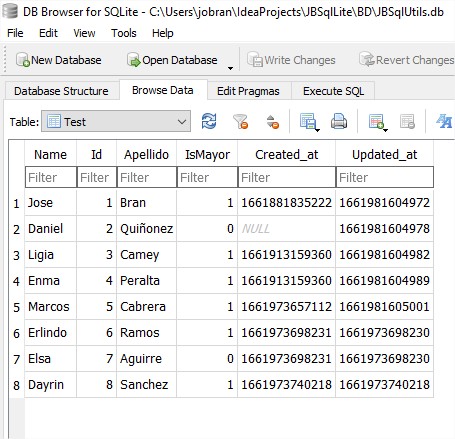 DB Browser for SQLite - C:\Users\jobran\IdeaProjects\JBSqlLite\BD\JBSqlUtils.db
File Edit View Tools Help
New Database Open Database Write Changes Revert Changes
Database Structure Browse Data Edit Pragmas Execute SQL
Table: Test
Name Id Apellido IsMayor Created_at Updated_at
Filter Filter Filter Filter Filter Filter
1 Jose 1 Bran 1 1661881835222 1661981604972
2 Daniel 2 Quiñonez 0 NULL 1661981604978
3 Ligia 3 Camey 1 1661913159360 1661981604982
4 Enma 4 Peralta 1 1661913159360 1661981604989
5 Marcos 5 Cabrera 1 1661973657112 1661981605001
6 Erlindo 6 Ramos 1 1661973698231 1661973698230
7 Elsa 7 Aguirre 0 1661973698231 1661973698230
8 Dayrin 8 Sanchez 1 1661973740218 1661973740218